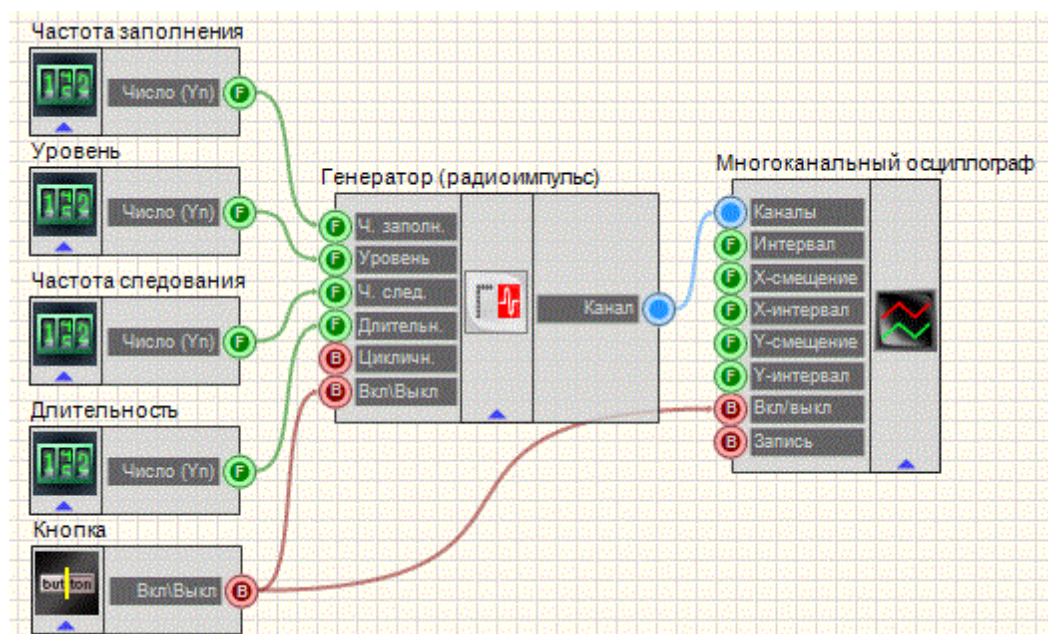 Частота заполнения
Число (Yn)
F
Уровень
Число (Yn)
F
Частота следования
Число (Yn)
F
Длительность
Число (Yn)
F
Кнопка
button
Вкл\Выкл
B
Генератор (радиоимпульс)
F Ч. заполн.
F Уровень
F Ч. след.
F Длительн.
B Цикличн.
B Вкл\Выкл
Канал
Многоканальный осциллограф
Каналы
F Интервал
F X-смещение
F X-интервал
F Y-смещение
F Y-интервал
B Вкл/выкл
B Запись